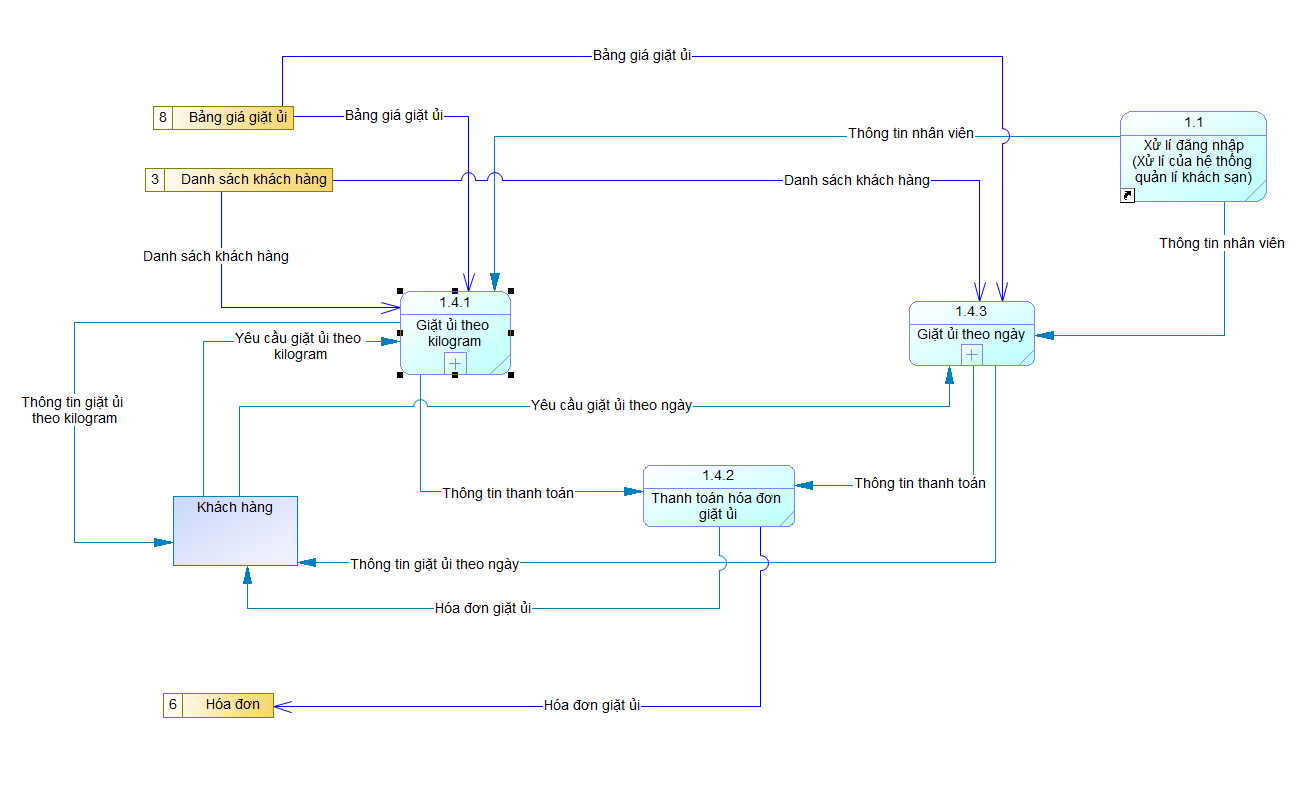 Bảng giá giặt ủi
8 Bảng giá giặt ủi
Bảng giá giặt ủi
1.1
Xử lí đăng nhập
(Xử lí của hệ thống
quản lí khách sạn)
Thông tin nhân viên
3 Danh sách khách hàng
Danh sách khách hàng
Thông tin nhân viên
Danh sách khách hàng
1.4.1
Giặt ủi theo
kilogram
1.4.3
Giặt ủi theo ngày
Yêu cầu giặt ủi theo
kilogram
Thông tin giặt ủi
theo kilogram
Yêu cầu giặt ủi theo ngày
1.4.2
Thanh toán hóa đơn
giặt ủi
Thông tin thanh toán
Thông tin thanh toán
Khách hàng
Thông tin giặt ủi theo ngày
Hóa đơn giặt ủi
6 Hóa đơn
Hóa đơn giặt ủi